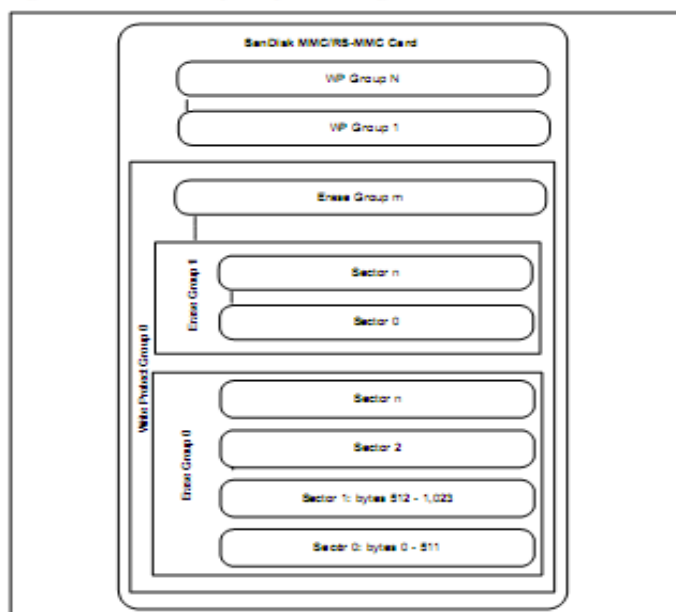 SanDisk MMC/RS-MMC Card
WP Group N
WP Group 1
Write Protect Group 0
Erase Group m
Erase Group 1
Sector n
Sector 0
Erase Group 0
Sector n
Sector 2
Sector 1: bytes 512 - 1,023
Sector 0: bytes 0 - 511